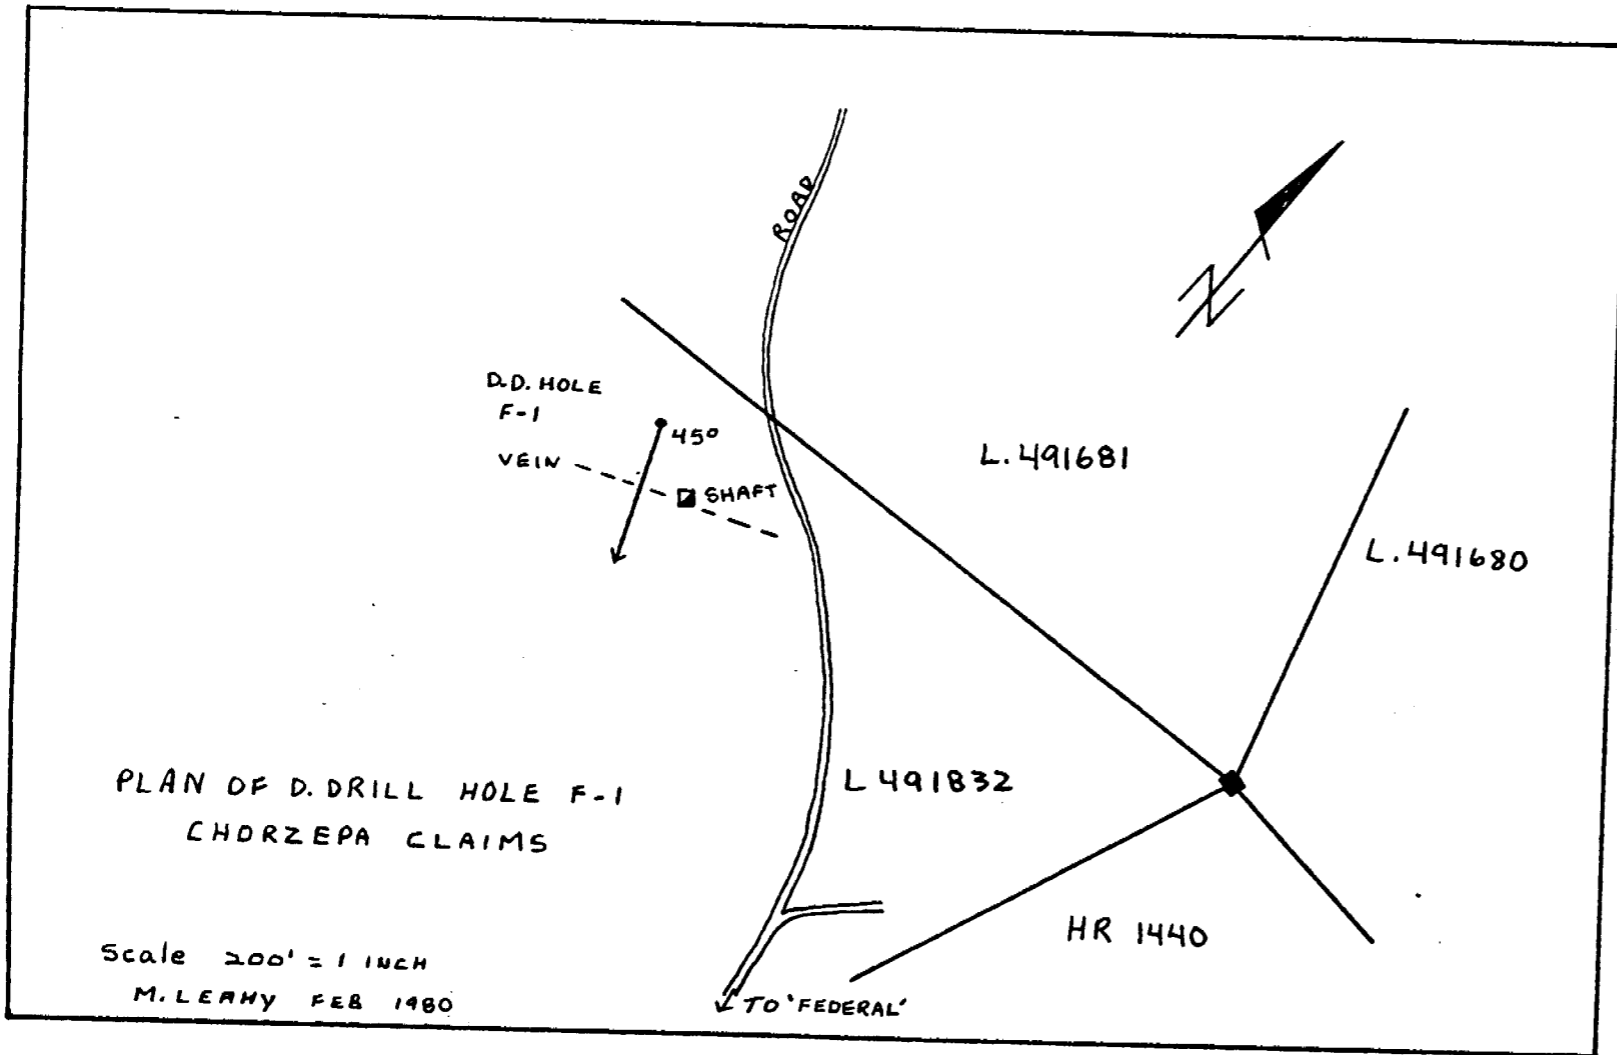 ROAD
N
D.D. HOLE
F-1
45°
VEIN
SHAFT
L.491681
L.491680
L 491832
PLAN OF D. DRILL HOLE F-1
CHORZEPA CLAIMS
HR 1440
Scale 200' = 1 INCH
M. LEAHY FEB 1980
TO 'FEDERAL'